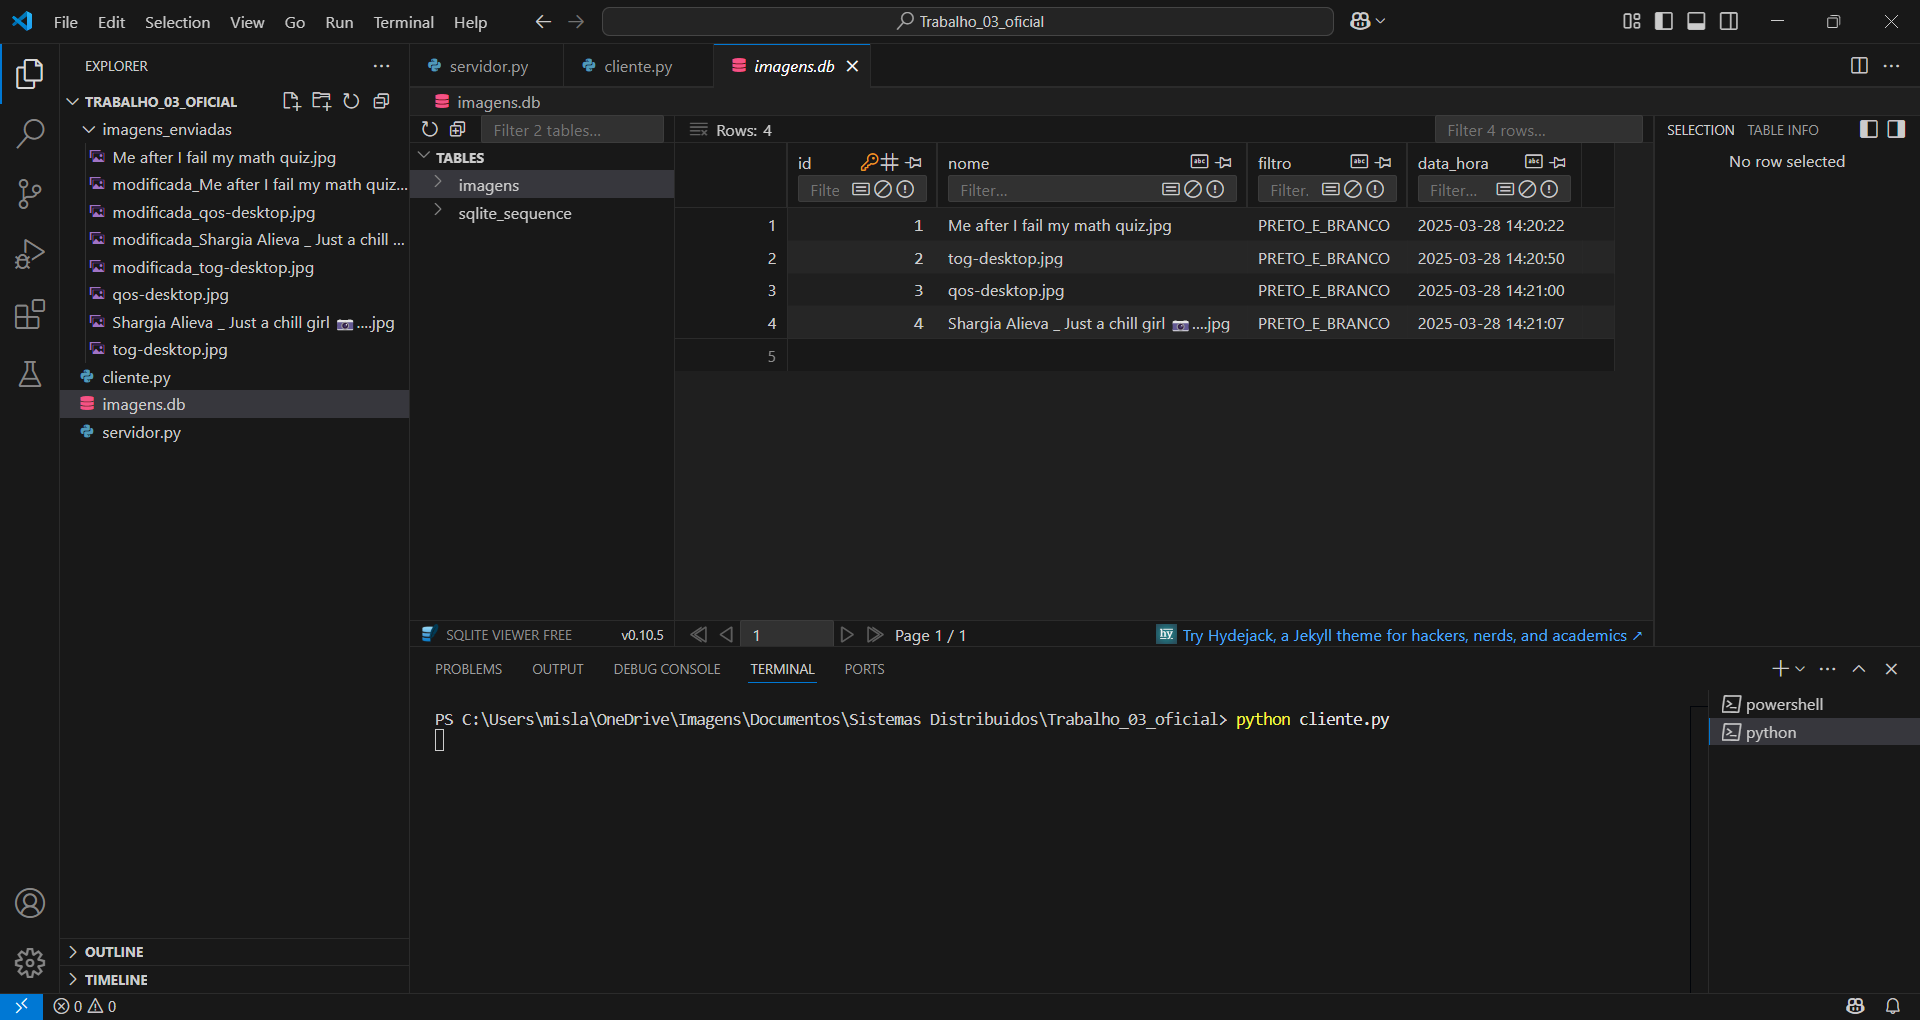 File Edit Selection View Go Run Terminal Help
Trabalho_03_oficial
EXPLORER
TRABALHO_03_OFICIAL
imagens_enviadas
Me after I fail my math quiz.jpg
modificada_Me after I fail my math quiz...
modificada_qos-desktop.jpg
modificada_Shargia Alieva _ Just a chill ...
modificada_tog-desktop.jpg
qos-desktop.jpg
Shargia Alieva _ Just a chill girl 📷....jpg
tog-desktop.jpg
cliente.py
imagens.db
servidor.py
OUTLINE
TIMELINE
servidor.py cliente.py imagens.db
imagens.db
Filter 2 tables...
TABLES
imagens
sqlite_sequence
SQLITE VIEWER FREE v0.10.5
Rows: 4 Filter 4 rows...
id nome filtro data_hora
Filte Filter... Filter. Filter...
1 1 Me after I fail my math quiz.jpg PRETO_E_BRANCO 2025-03-28 14:20:22
2 2 tog-desktop.jpg PRETO_E_BRANCO 2025-03-28 14:20:50
3 3 qos-desktop.jpg PRETO_E_BRANCO 2025-03-28 14:21:00
4 4 Shargia Alieva _ Just a chill girl 📷....jpg PRETO_E_BRANCO 2025-03-28 14:21:07
5
1 Page 1 / 1
hy Try Hydejack, a Jekyll theme for hackers, nerds, and academics ↗
SELECTION TABLE INFO
No row selected
PROBLEMS OUTPUT DEBUG CONSOLE TERMINAL PORTS
PS C:\Users\misla\OneDrive\Imagens\Documentos\Sistemas Distribuidos\Trabalho_03_oficial> python cliente.py
powershell
python
0 0